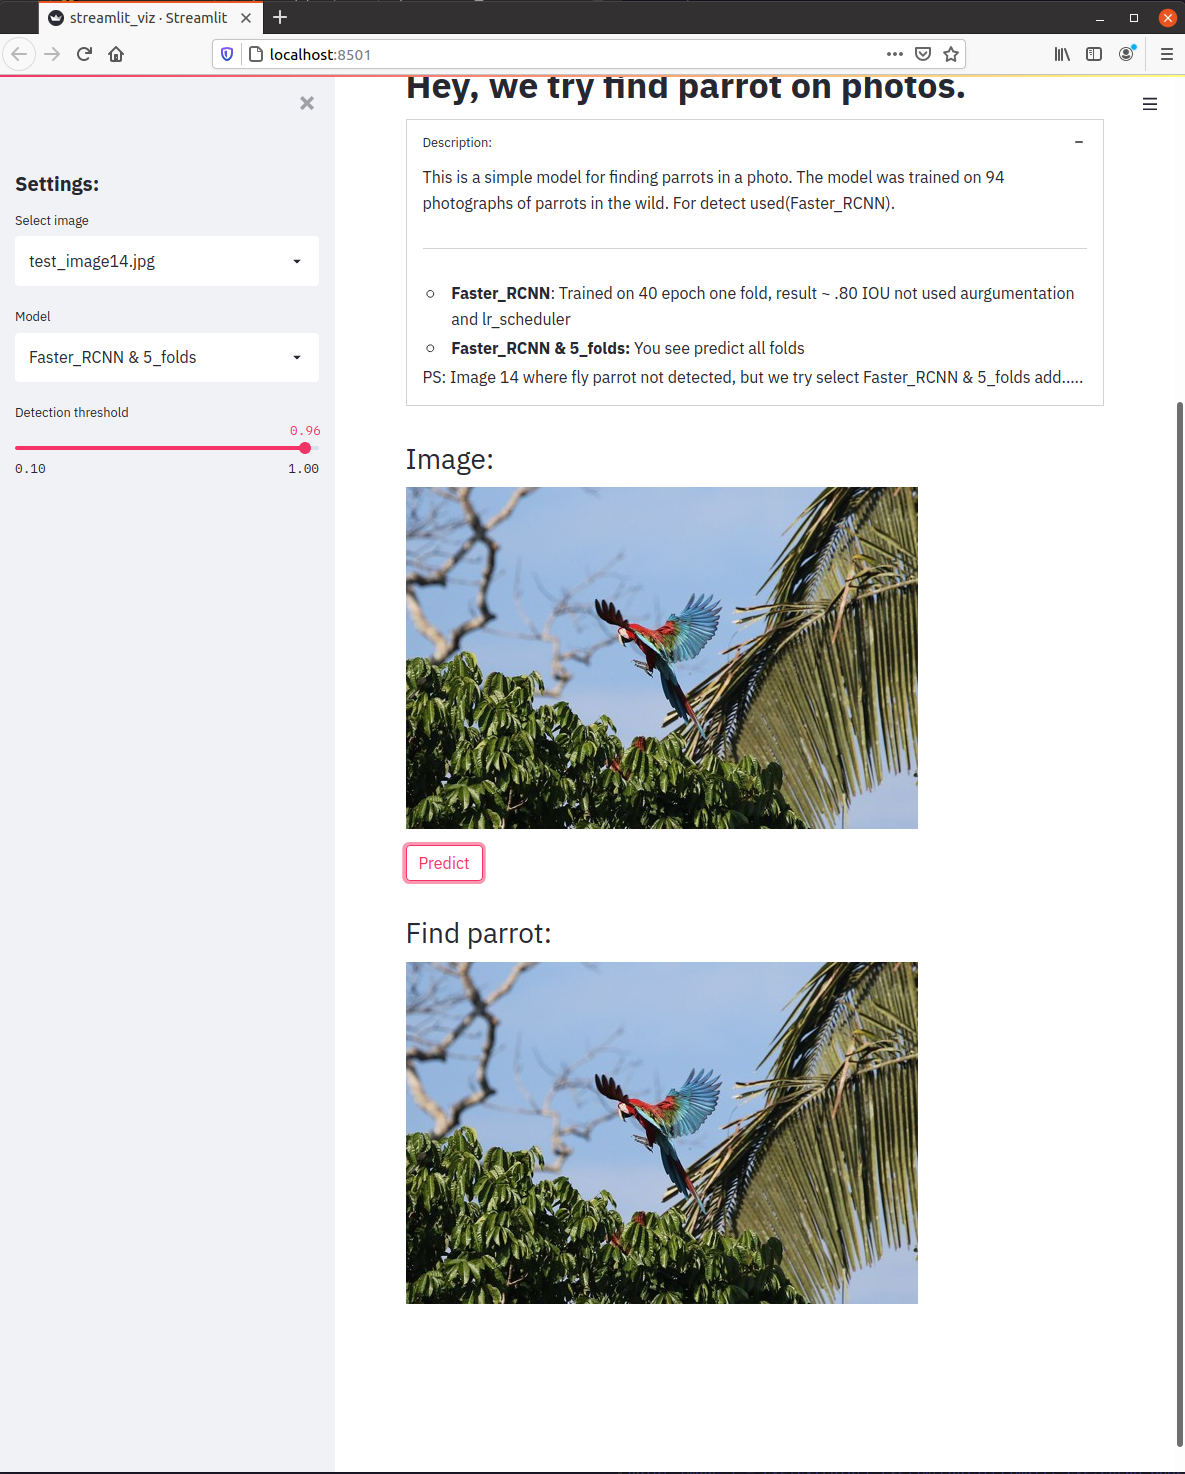 streamlit_viz · Streamlit
localhost:8501
Hey, we try find parrot on photos.
Settings:
Select image
test_image14.jpg
Model
Faster_RCNN & 5_folds
Detection threshold
0.96
0.10 1.00
Description:
This is a simple model for finding parrots in a photo. The model was trained on 94
photographs of parrots in the wild. For detect used(Faster_RCNN).
Faster_RCNN: Trained on 40 epoch one fold, result ~ .80 IOU not used aurgumentation
and lr_scheduler
Faster_RCNN & 5_folds: You see predict all folds
PS: Image 14 where fly parrot not detected, but we try select Faster_RCNN & 5_folds add.....
Image:
Predict
Find parrot: